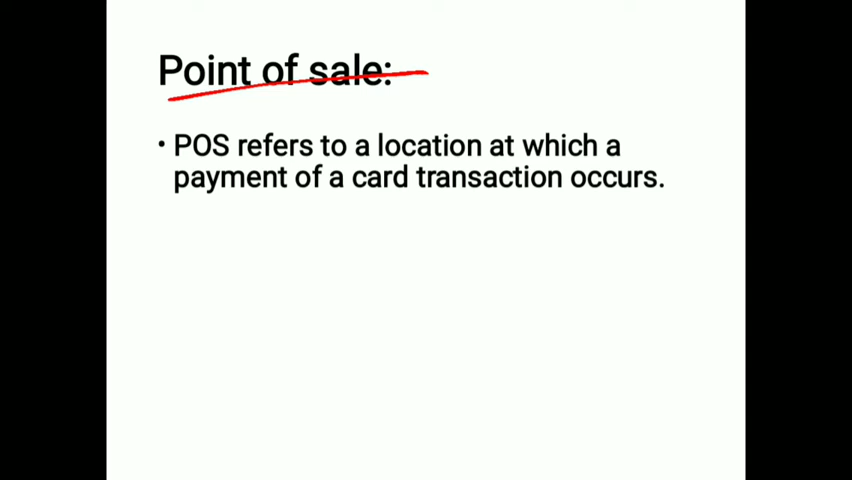 Point of sale:
• POS refers to a location at which a
payment of a card transaction occurs.